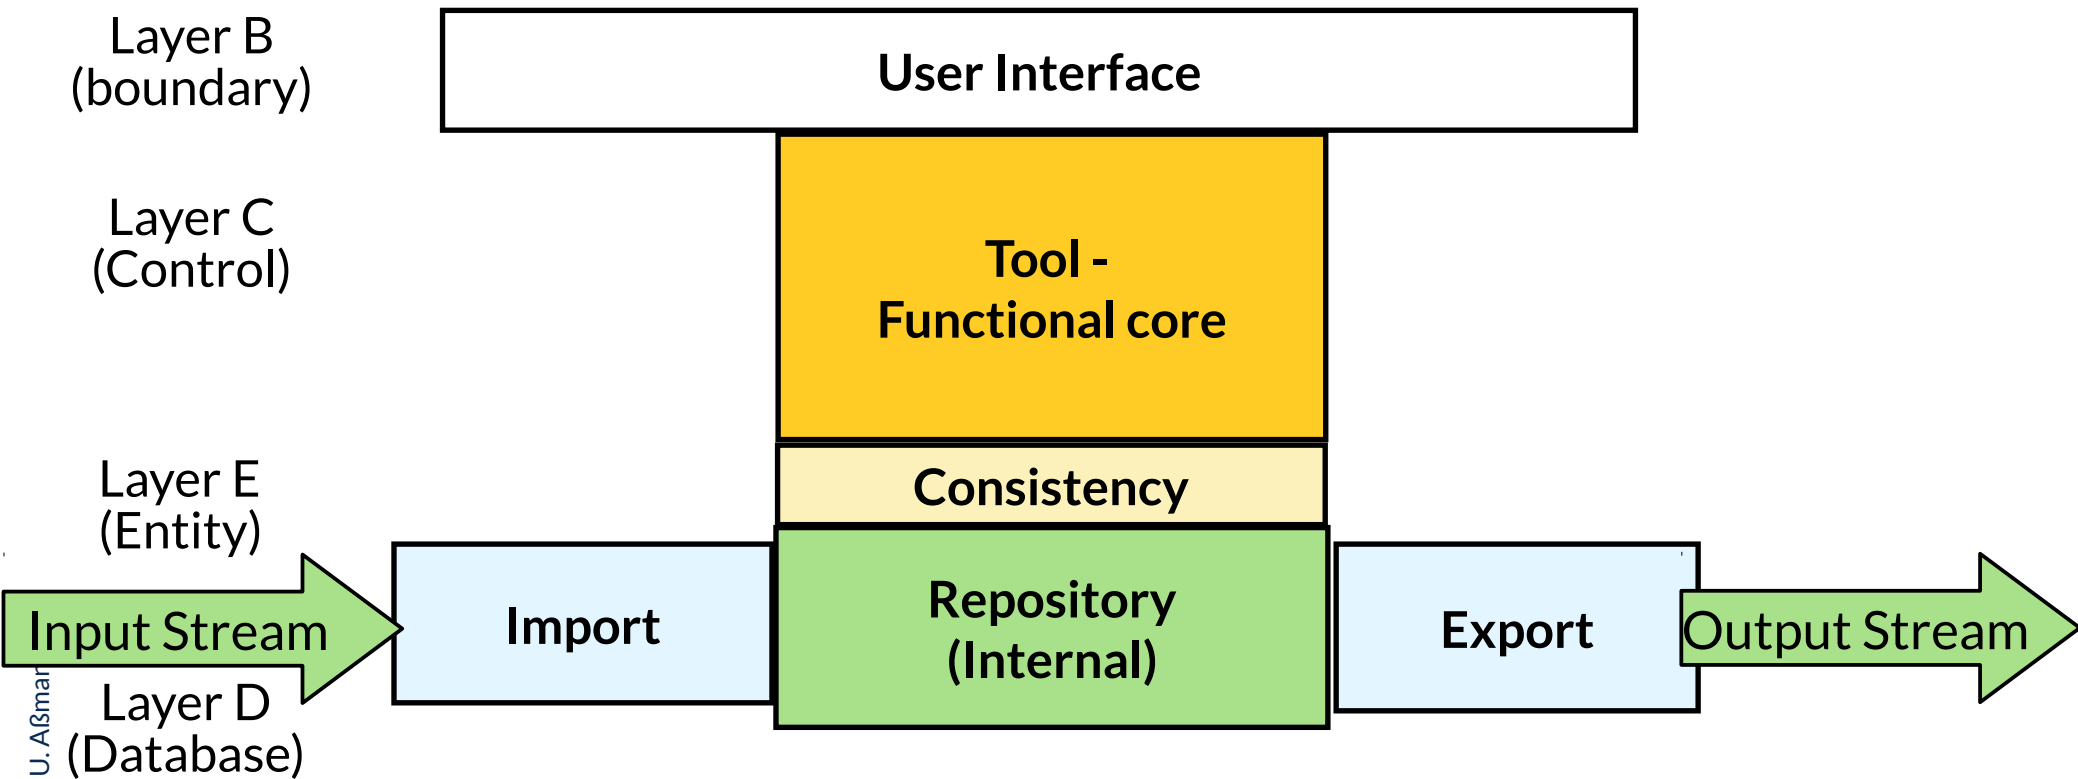 Layer B
(boundary)
User Interface
Layer C
(Control)
Tool -
Functional core
Layer E
(Entity)
Consistency
Input Stream
Import
Repository
(Internal)
Export
Output Stream
Layer D
(Database)
U. Aßmann